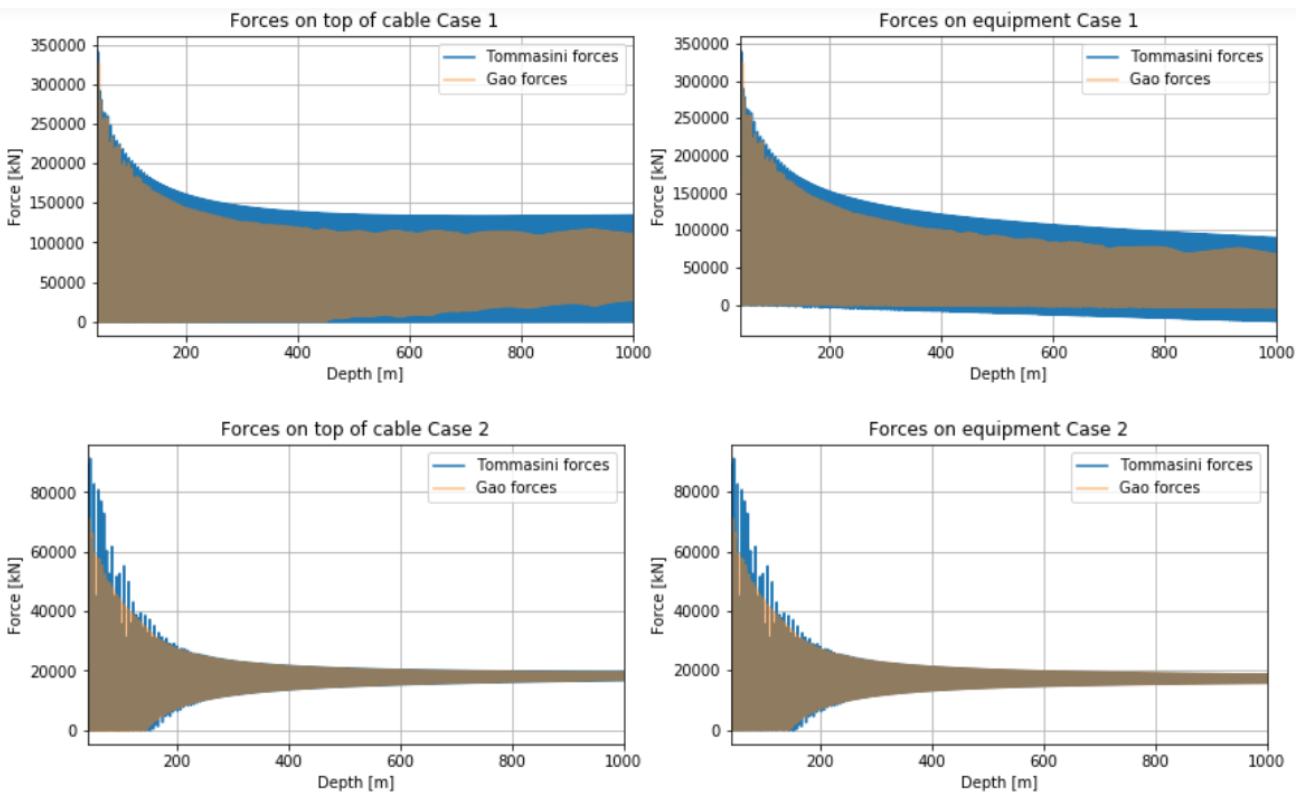 Forces on top of cable Case 1
Forces on equipment Case 1
350000
300000
250000
200000
150000
100000
50000
0
Force [kN]
Tommasini forces
Gao forces
200
400
600
800
1000
Depth [m]
350000
300000
250000
200000
150000
100000
50000
0
Force [kN]
Tommasini forces
Gao forces
200
400
600
800
1000
Depth [m]
Forces on top of cable Case 2
Forces on equipment Case 2
80000
60000
40000
20000
0
Force [kN]
Tommasini forces
Gao forces
200
400
600
800
1000
Depth [m]
80000
60000
40000
20000
0
Force [kN]
Tommasini forces
Gao forces
200
400
600
800
1000
Depth [m]